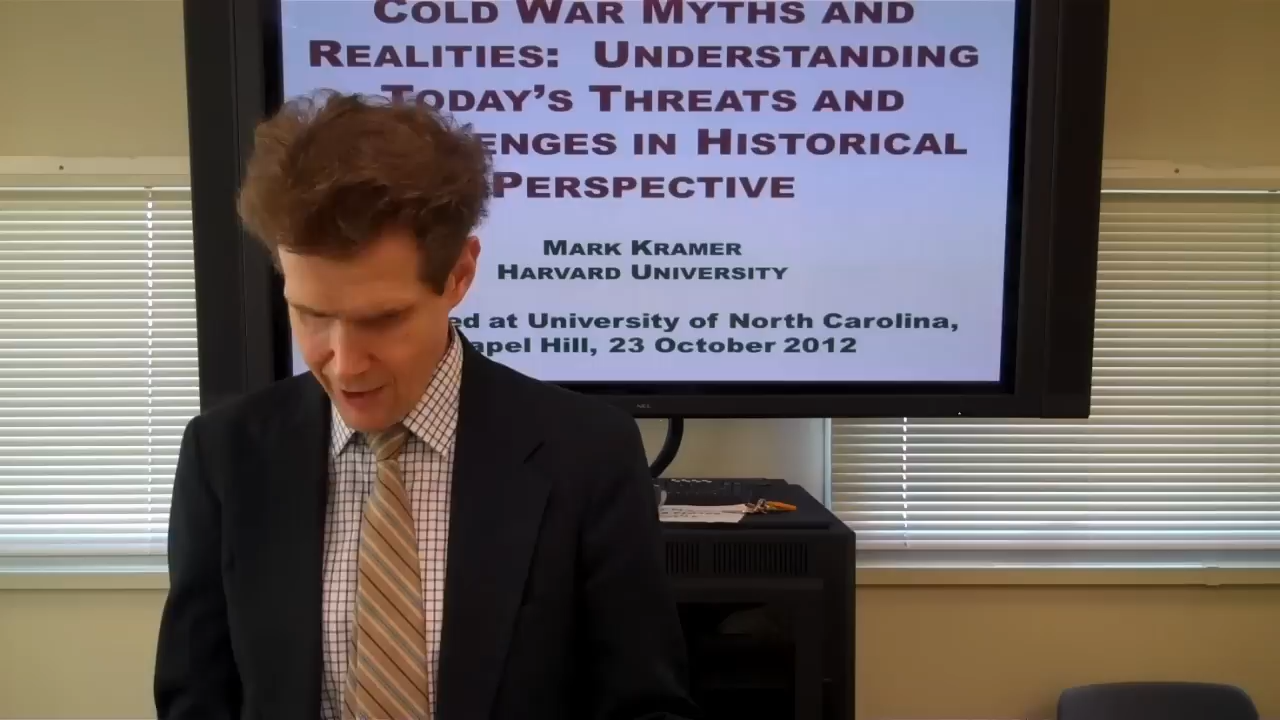 COLD WAR MYTHS AND
REALITIES: UNDERSTANDING
TODAY'S THREATS AND
ENGES IN HISTORICAL
PERSPECTIVE
MARK KRAMER
HARVARD UNIVERSITY
ed at University of North Carolina,
apel Hill, 23 October 2012
NEC